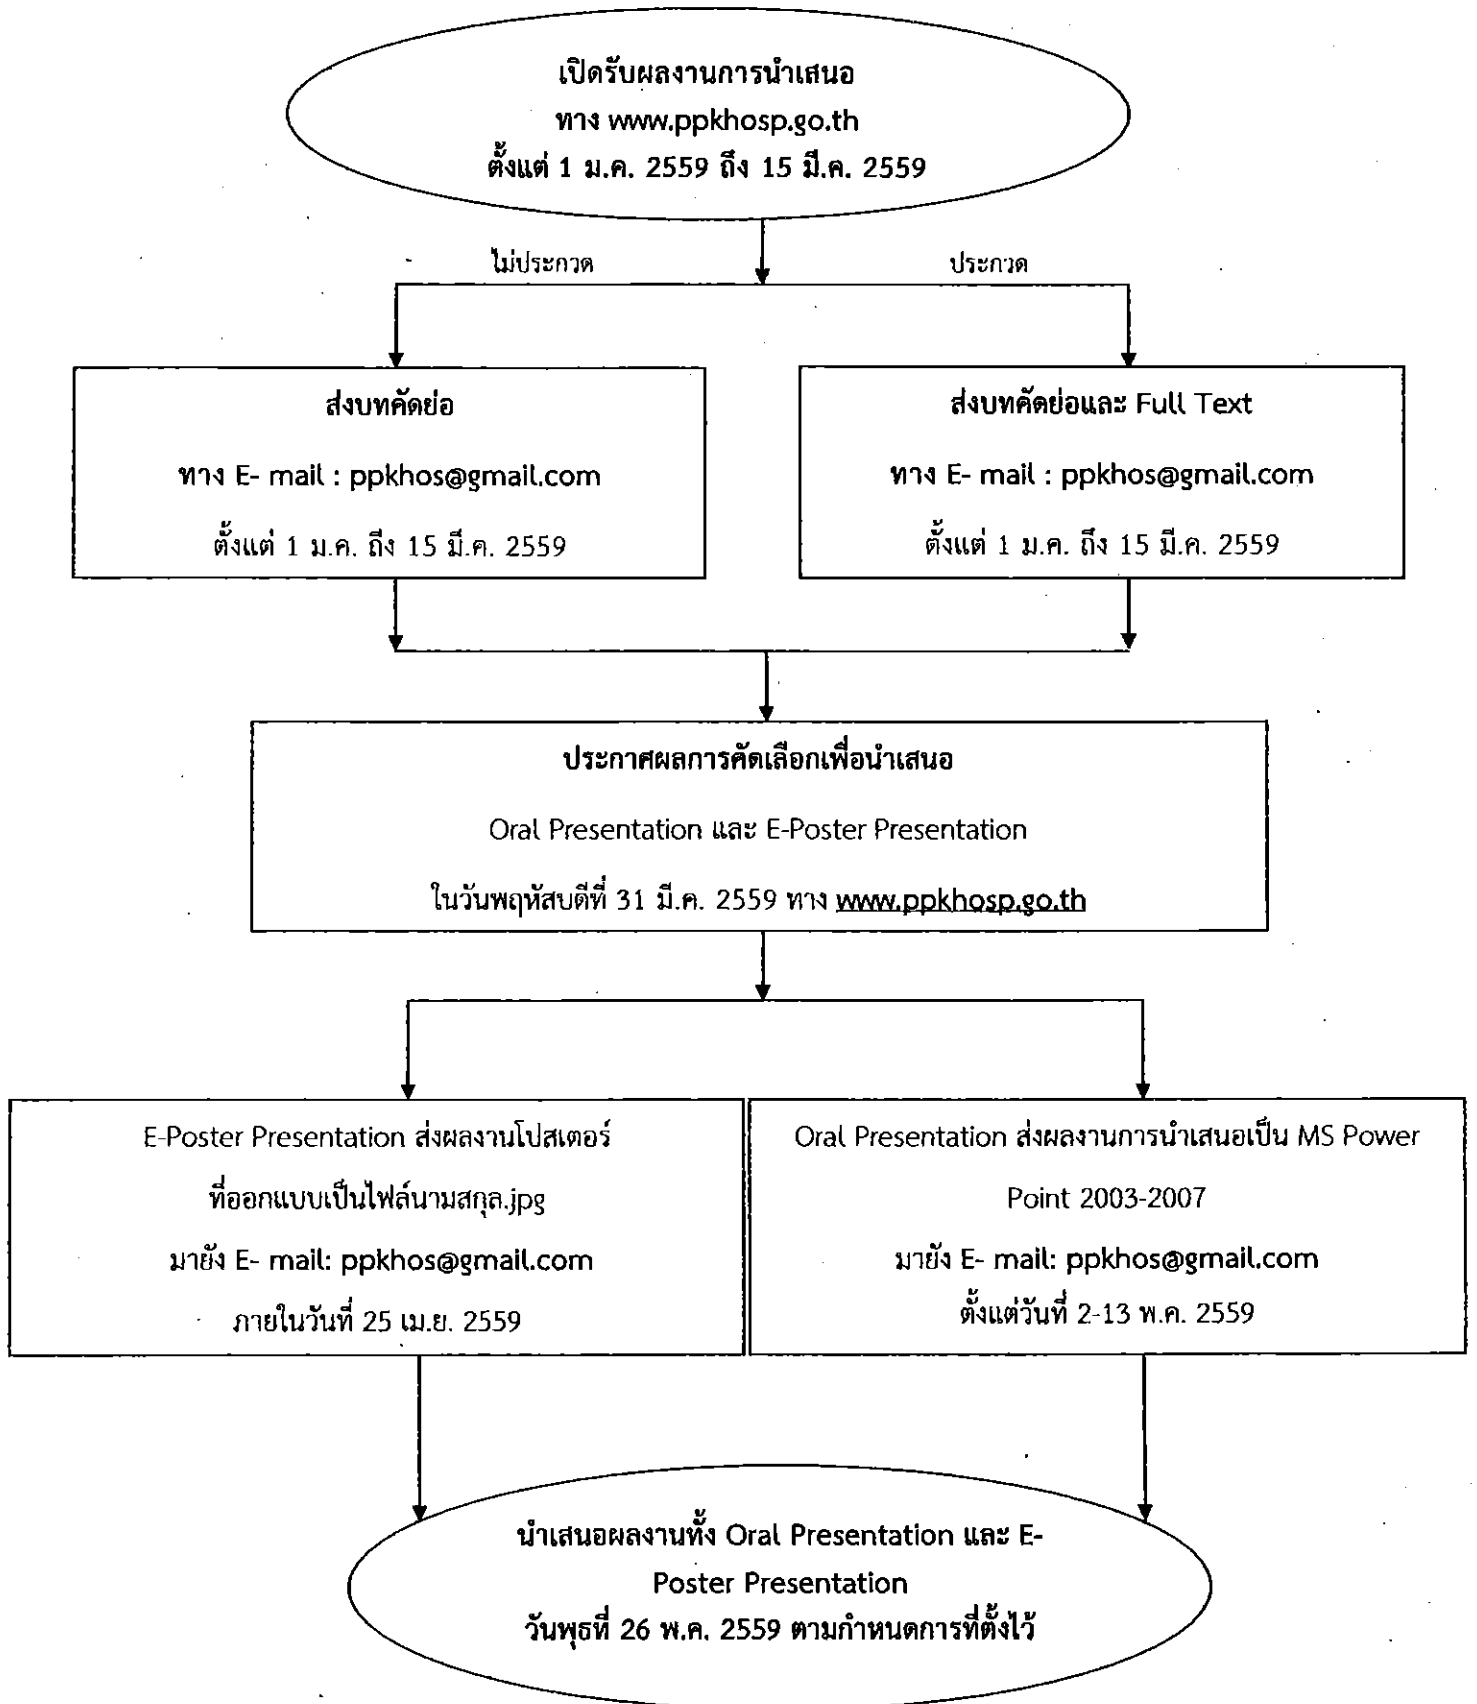 เปิดรับผลงานการนำเสนอ
ทาง www.ppkhosp.go.th
ตั้งแต่ 1 ม.ค. 2559 ถึง 15 มี.ค. 2559
ไม่ประกวด
ประกวด
ส่งบทคัดย่อ
ทาง E- mail : ppkhos@gmail.com
ตั้งแต่ 1 ม.ค. ถึง 15 มี.ค. 2559
ส่งบทคัดย่อและ Full Text
ทาง E- mail : ppkhos@gmail.com
ตั้งแต่ 1 ม.ค. ถึง 15 มี.ค. 2559
ประกาศผลการคัดเลือกเพื่อนำเสนอ
Oral Presentation และ E-Poster Presentation
ในวันพฤหัสบดีที่ 31 มี.ค. 2559 ทาง www.ppkhosp.go.th
E-Poster Presentation ส่งผลงานโปสเตอร์
ที่ออกแบบเป็นไฟล์นามสกุล.jpg
มายัง E- mail: ppkhos@gmail.com
ภายในวันที่ 25 เม.ย. 2559
Oral Presentation ส่งผลงานการนำเสนอเป็น MS Power
Point 2003-2007
มายัง E- mail: ppkhos@gmail.com
ตั้งแต่วันที่ 2-13 พ.ค. 2559
นำเสนอผลงานทั้ง Oral Presentation และ E-
Poster Presentation
วันพุธที่ 26 พ.ค. 2559 ตามกำหนดการที่ตั้งไว้